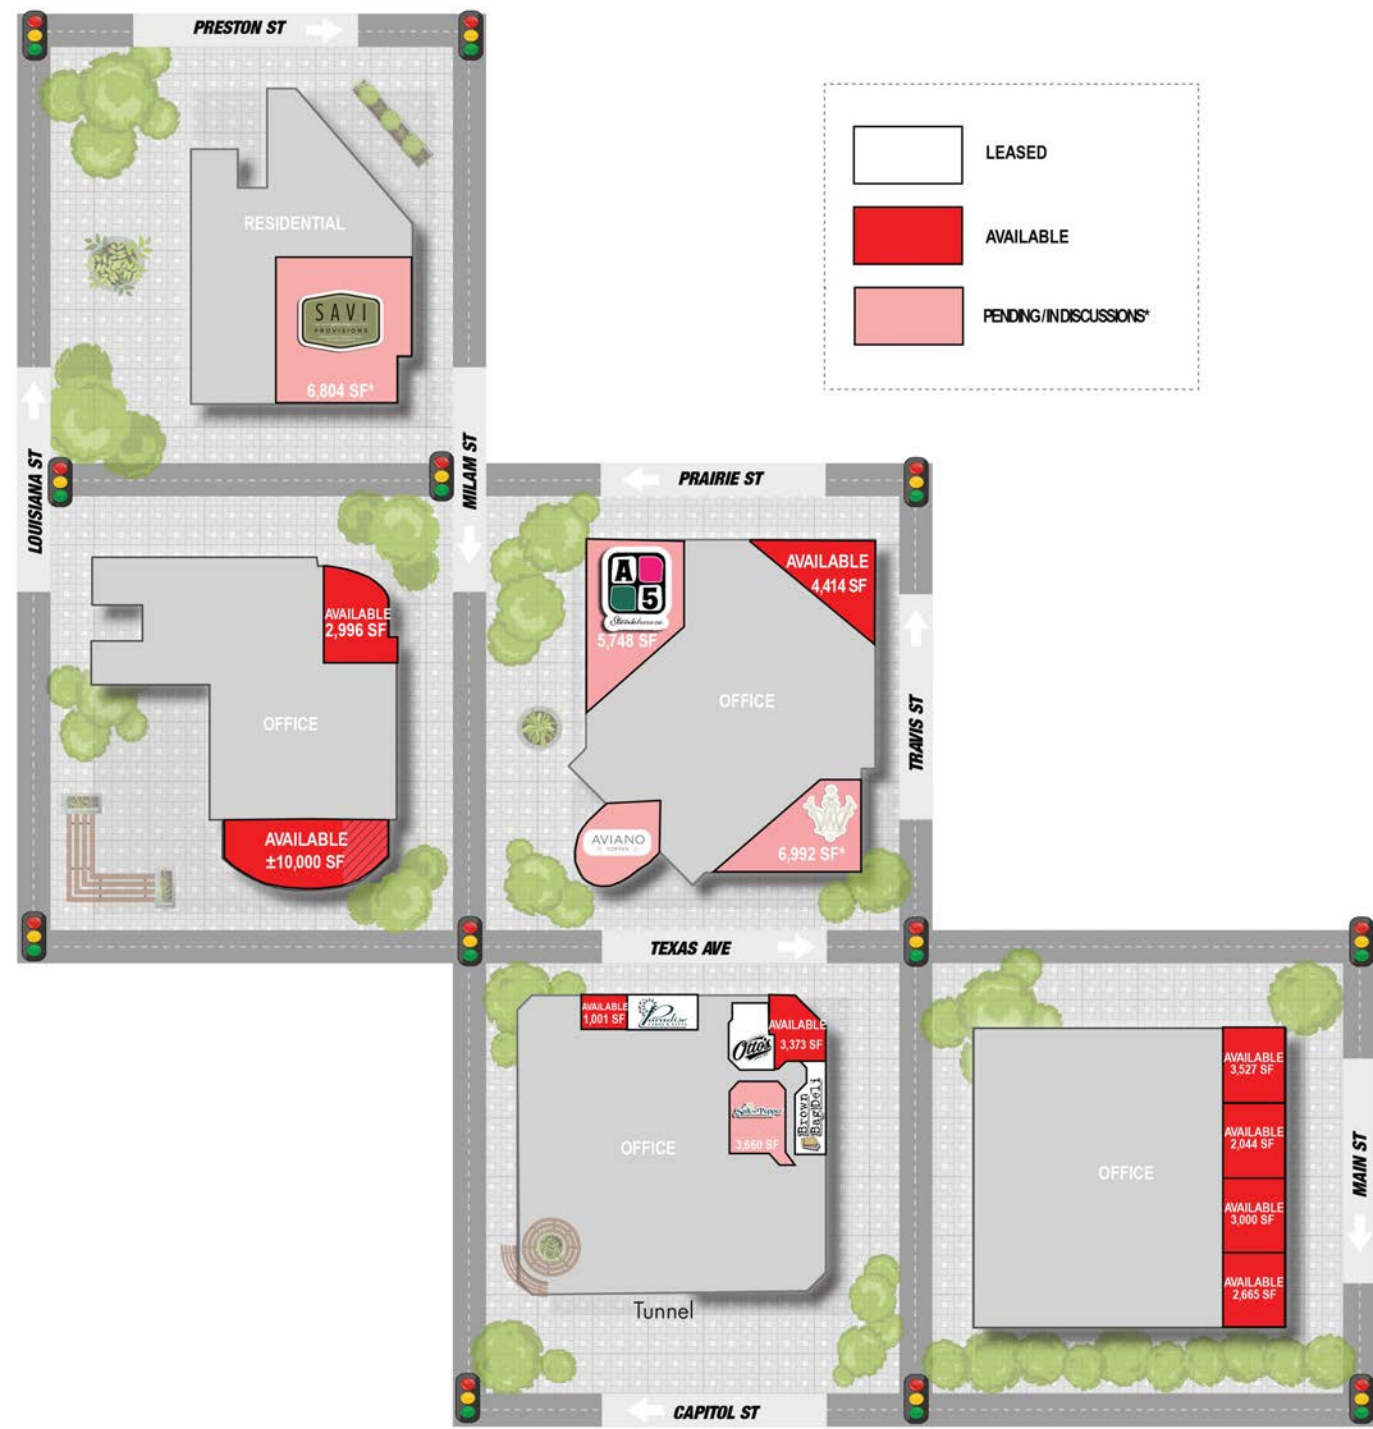 PRESTON ST
LEASED
AVAILABLE
PENDING/IN DISCUSSIONS*
RESIDENTIAL
SAVI
PROVISIONS
6,804 SF*
LOUISIANA ST
MILAM ST
PRAIRIE ST
TRAVIS ST
AVAILABLE
2,996 SF
OFFICE
AVAILABLE
±10,000 SF
A
5
Steakhouse
5,748 SF
AVAILABLE
4,414 SF
OFFICE
AVIANO
COFFEE
6,992 SF*
TEXAS AVE
AVAILABLE
1,001 SF
Paradise
Otto's
AVAILABLE
3,373 SF
Brown
Bag Deli
Salt n Pepper
3,660 SF
OFFICE
Tunnel
OFFICE
AVAILABLE
3,527 SF
AVAILABLE
2,044 SF
AVAILABLE
3,000 SF
AVAILABLE
2,665 SF
MAIN ST
CAPITOL ST